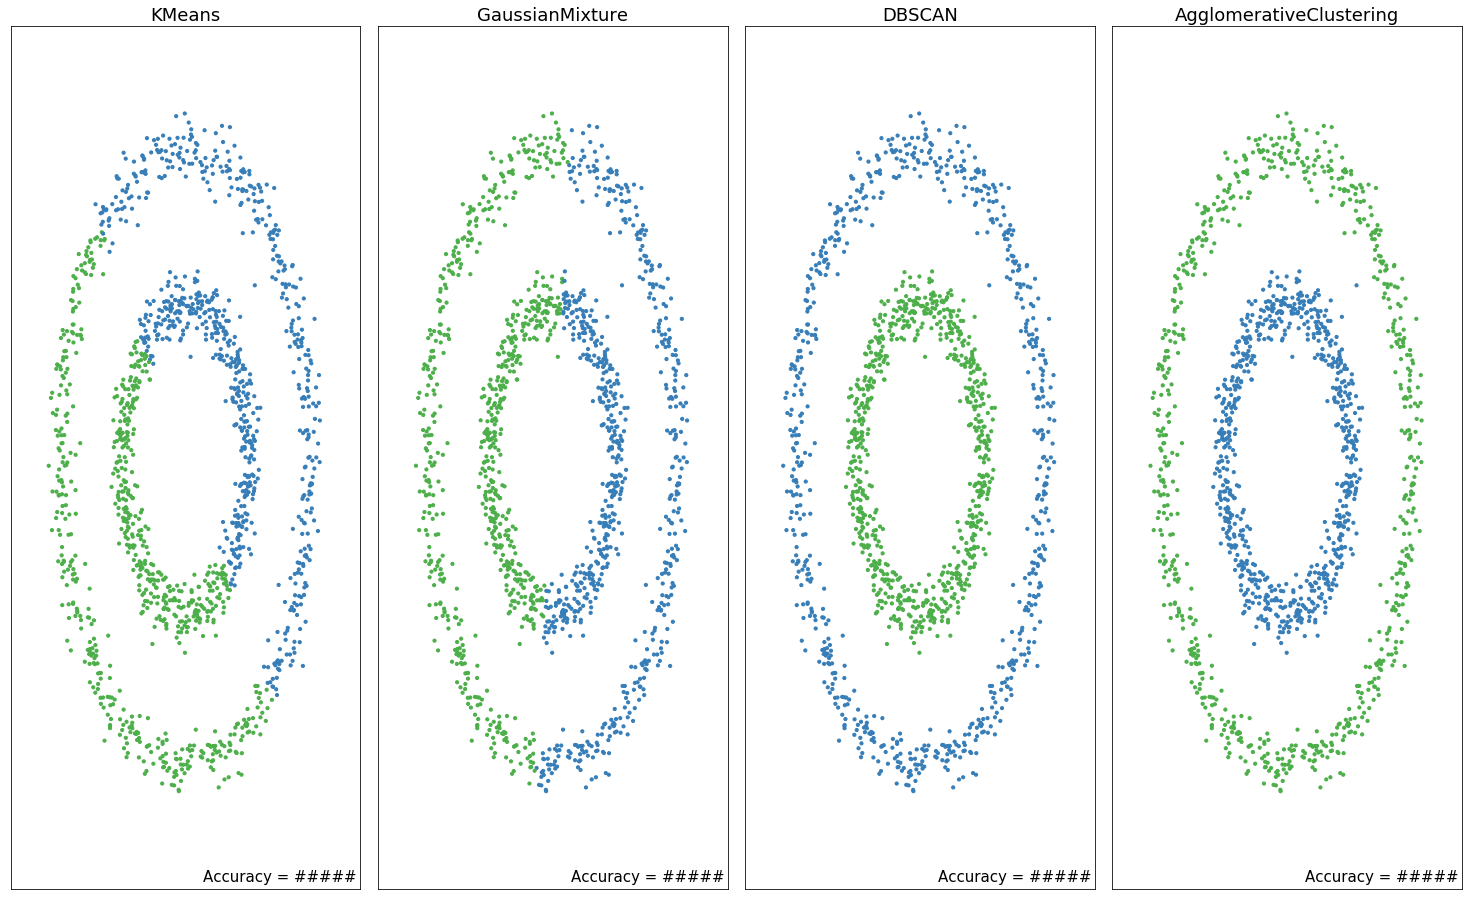 KMeans
GaussianMixture
DBSCAN
AgglomerativeClustering
Accuracy = #####
Accuracy = #####
Accuracy = #####
Accuracy = #####